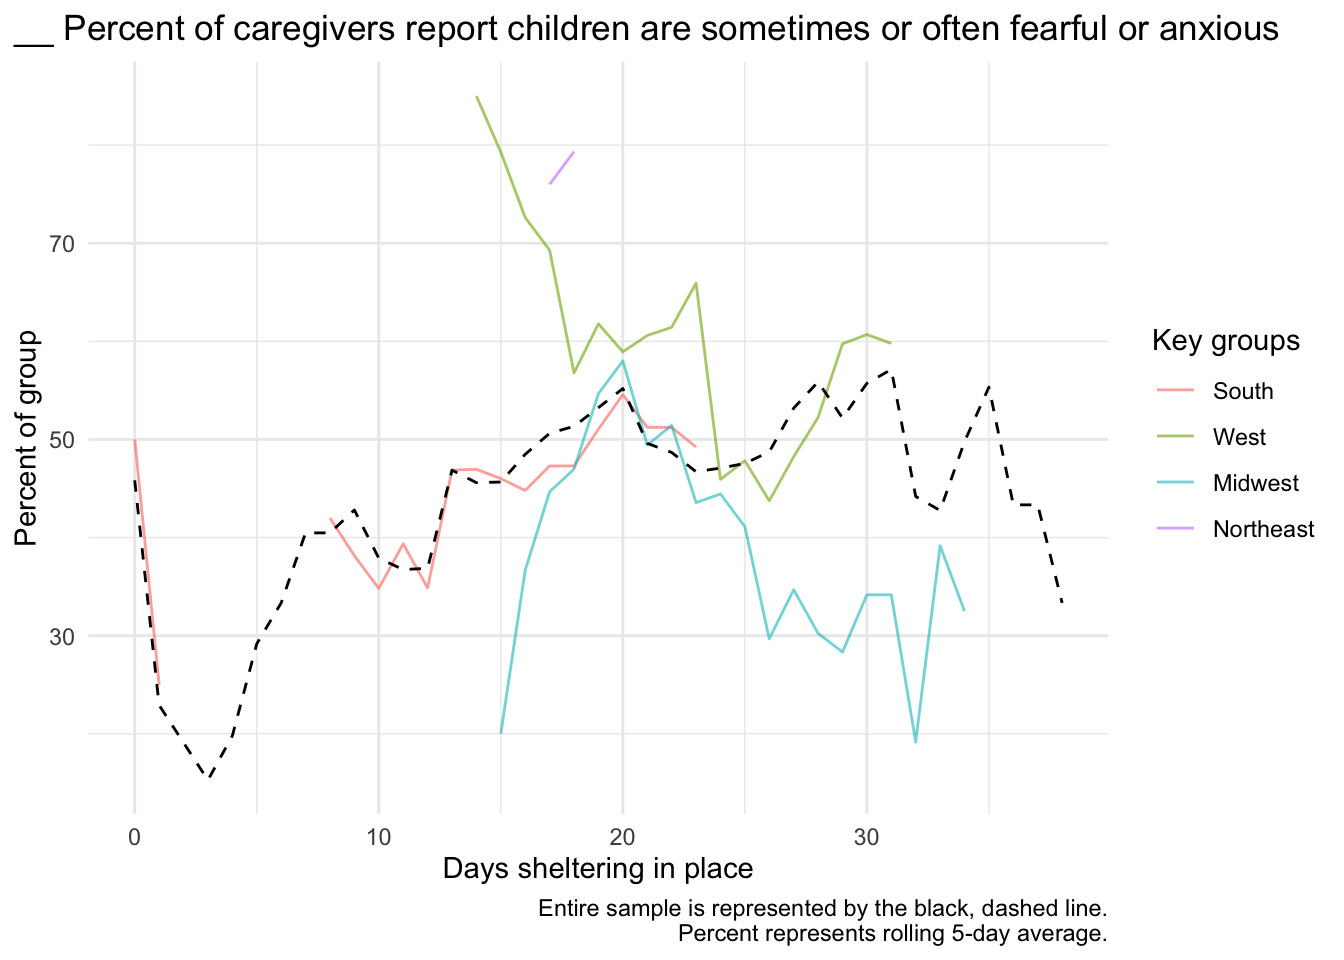 __ Percent of caregivers report children are sometimes or often fearful or anxious
Percent of group
70
50
30
0
10
20
30
Days sheltering in place
Key groups
South
West
Midwest
Northeast
Entire sample is represented by the black, dashed line.
Percent represents rolling 5-day average.